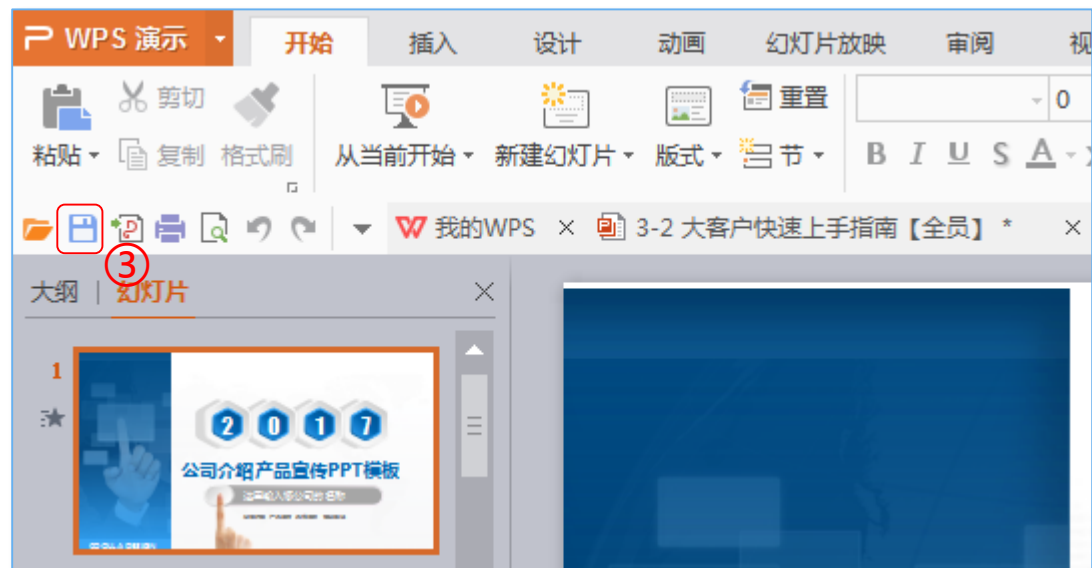 WPS 演示 开始 插入 设计 动画 幻灯片放映 审阅
剪切 重置 0
粘贴 复制 格式刷 从当前开始 新建幻灯片 版式 节 B I U S A
我的WPS × 3-2 大客户快速上手指南【全员】 * ×
③
大纲 | 幻灯片 ×
1
2 0 1 7
公司介绍产品宣传PPT模板